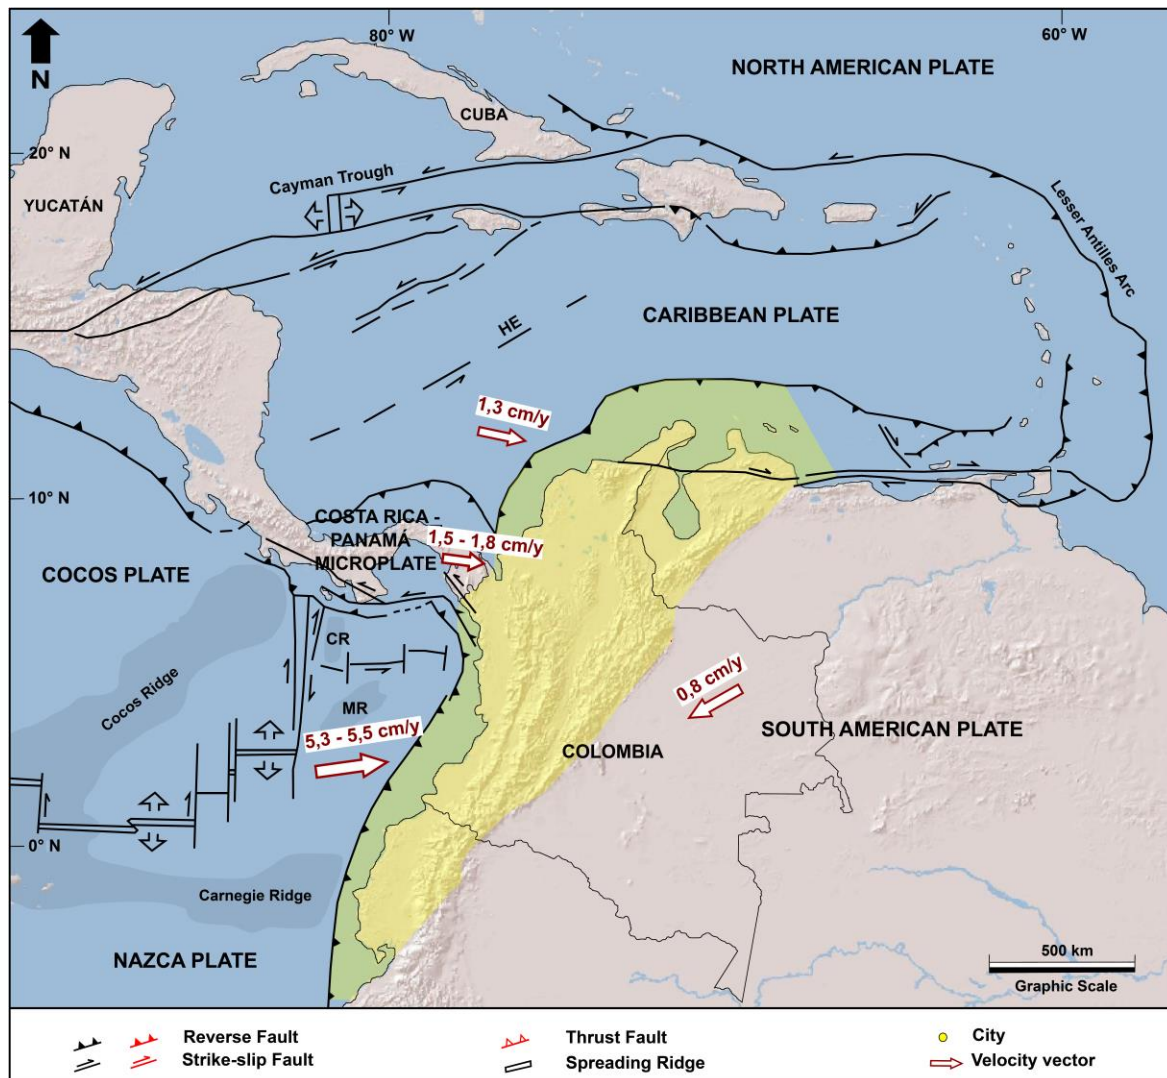 80° W
60° W
N
NORTH AMERICAN PLATE
CUBA
20° N
Cayman Trough
YUCATÁN
Lesser Antilles Arc
CARIBBEAN PLATE
HE
1,3 cm/y
10° N
COSTA RICA -
PANAMÁ
MICROPLATE
1,5 - 1,8 cm/y
COCOS PLATE
CR
Cocos Ridge
MR
0,8 cm/y
5,3 - 5,5 cm/y
SOUTH AMERICAN PLATE
COLOMBIA
0° N
Carnegie Ridge
NAZCA PLATE
500 km
Graphic Scale
Reverse Fault
Thrust Fault
City
Strike-slip Fault
Spreading Ridge
Velocity vector